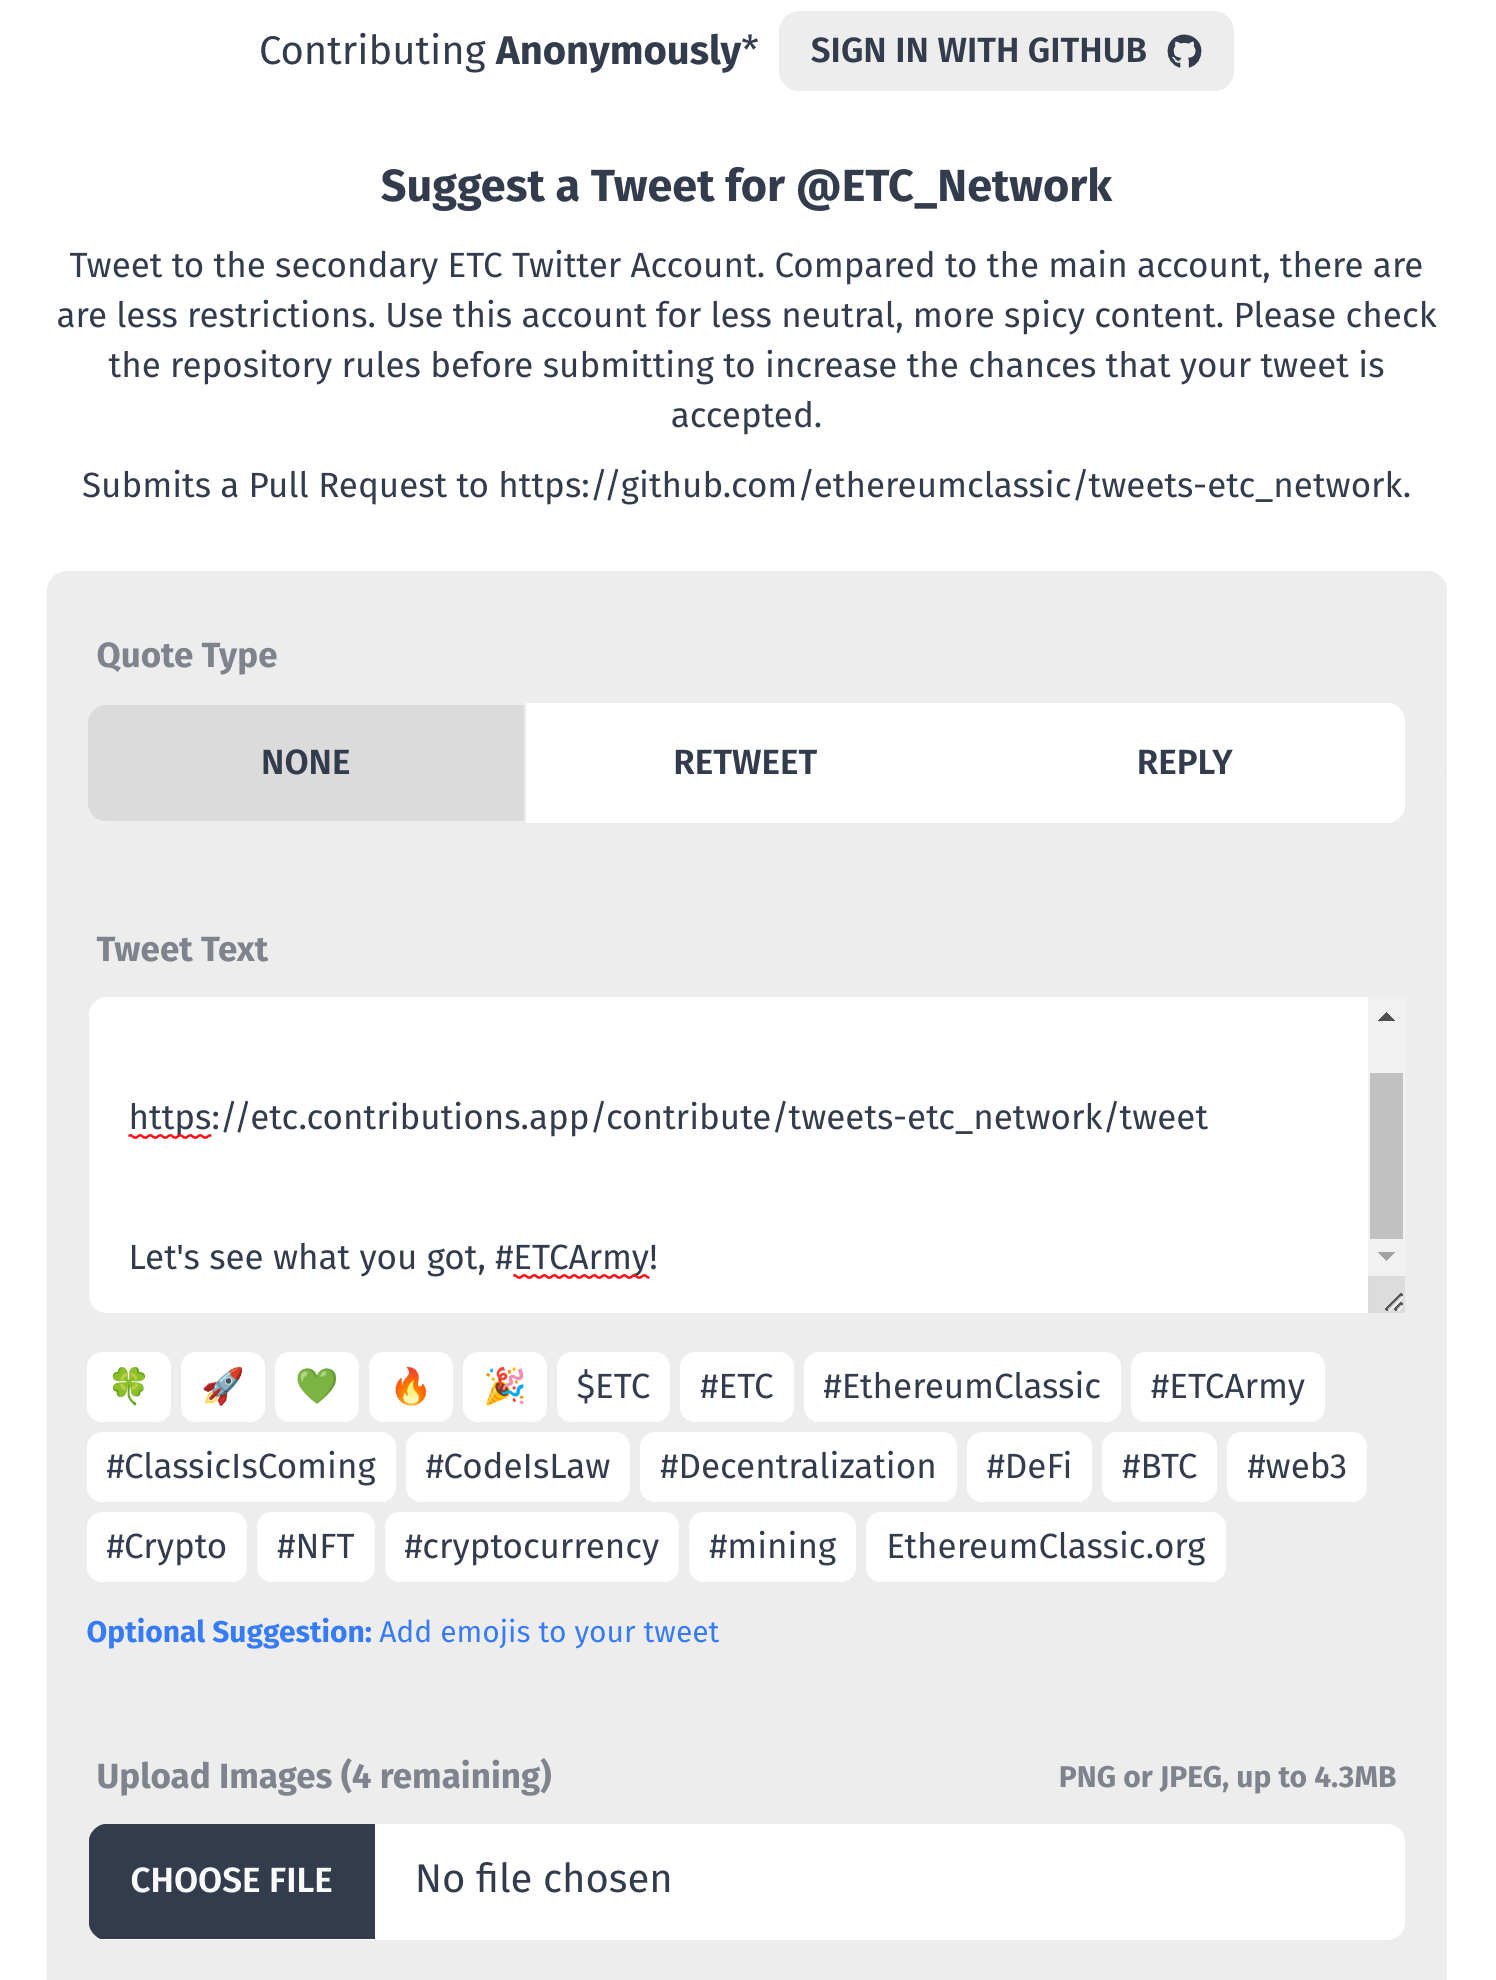 Contributing Anonymously* SIGN IN WITH GITHUB
Suggest a Tweet for @ETC_Network
Tweet to the secondary ETC Twitter Account. Compared to the main account, there are
are less restrictions. Use this account for less neutral, more spicy content. Please check
the repository rules before submitting to increase the chances that your tweet is
accepted.
Submits a Pull Request to https://github.com/ethereumclassic/tweets-etc_network.
Quote Type
NONE RETWEET REPLY
Tweet Text
https://etc.contributions.app/contribute/tweets-etc_network/tweet
Let's see what you got, #ETCArmy!
🍀 🚀 💚 🔥 🎉 $ETC #ETC #EthereumClassic #ETCArmy
#ClassicIsComing #CodeIsLaw #Decentralization #DeFi #BTC #web3
#Crypto #NFT #cryptocurrency #mining EthereumClassic.org
Optional Suggestion: Add emojis to your tweet
Upload Images (4 remaining) PNG or JPEG, up to 4.3MB
CHOOSE FILE No file chosen